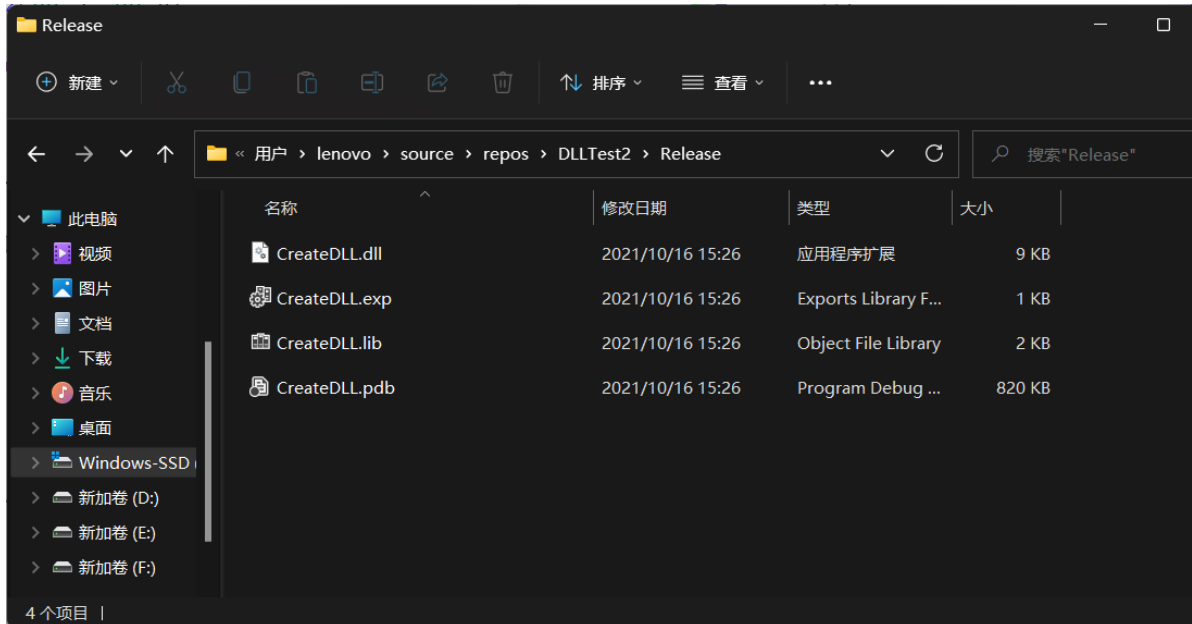 Release
新建 排序 查看
« 用户 › lenovo › source › repos › DLLTest2 › Release 搜索"Release"
名称 修改日期 类型 大小
此电脑
视频
图片
文档
下载
音乐
桌面
Windows-SSD
新加卷 (D:)
新加卷 (E:)
新加卷 (F:)
CreateDLL.dll 2021/10/16 15:26 应用程序扩展 9 KB
CreateDLL.exp 2021/10/16 15:26 Exports Library F... 1 KB
CreateDLL.lib 2021/10/16 15:26 Object File Library 2 KB
CreateDLL.pdb 2021/10/16 15:26 Program Debug ... 820 KB
4 个项目